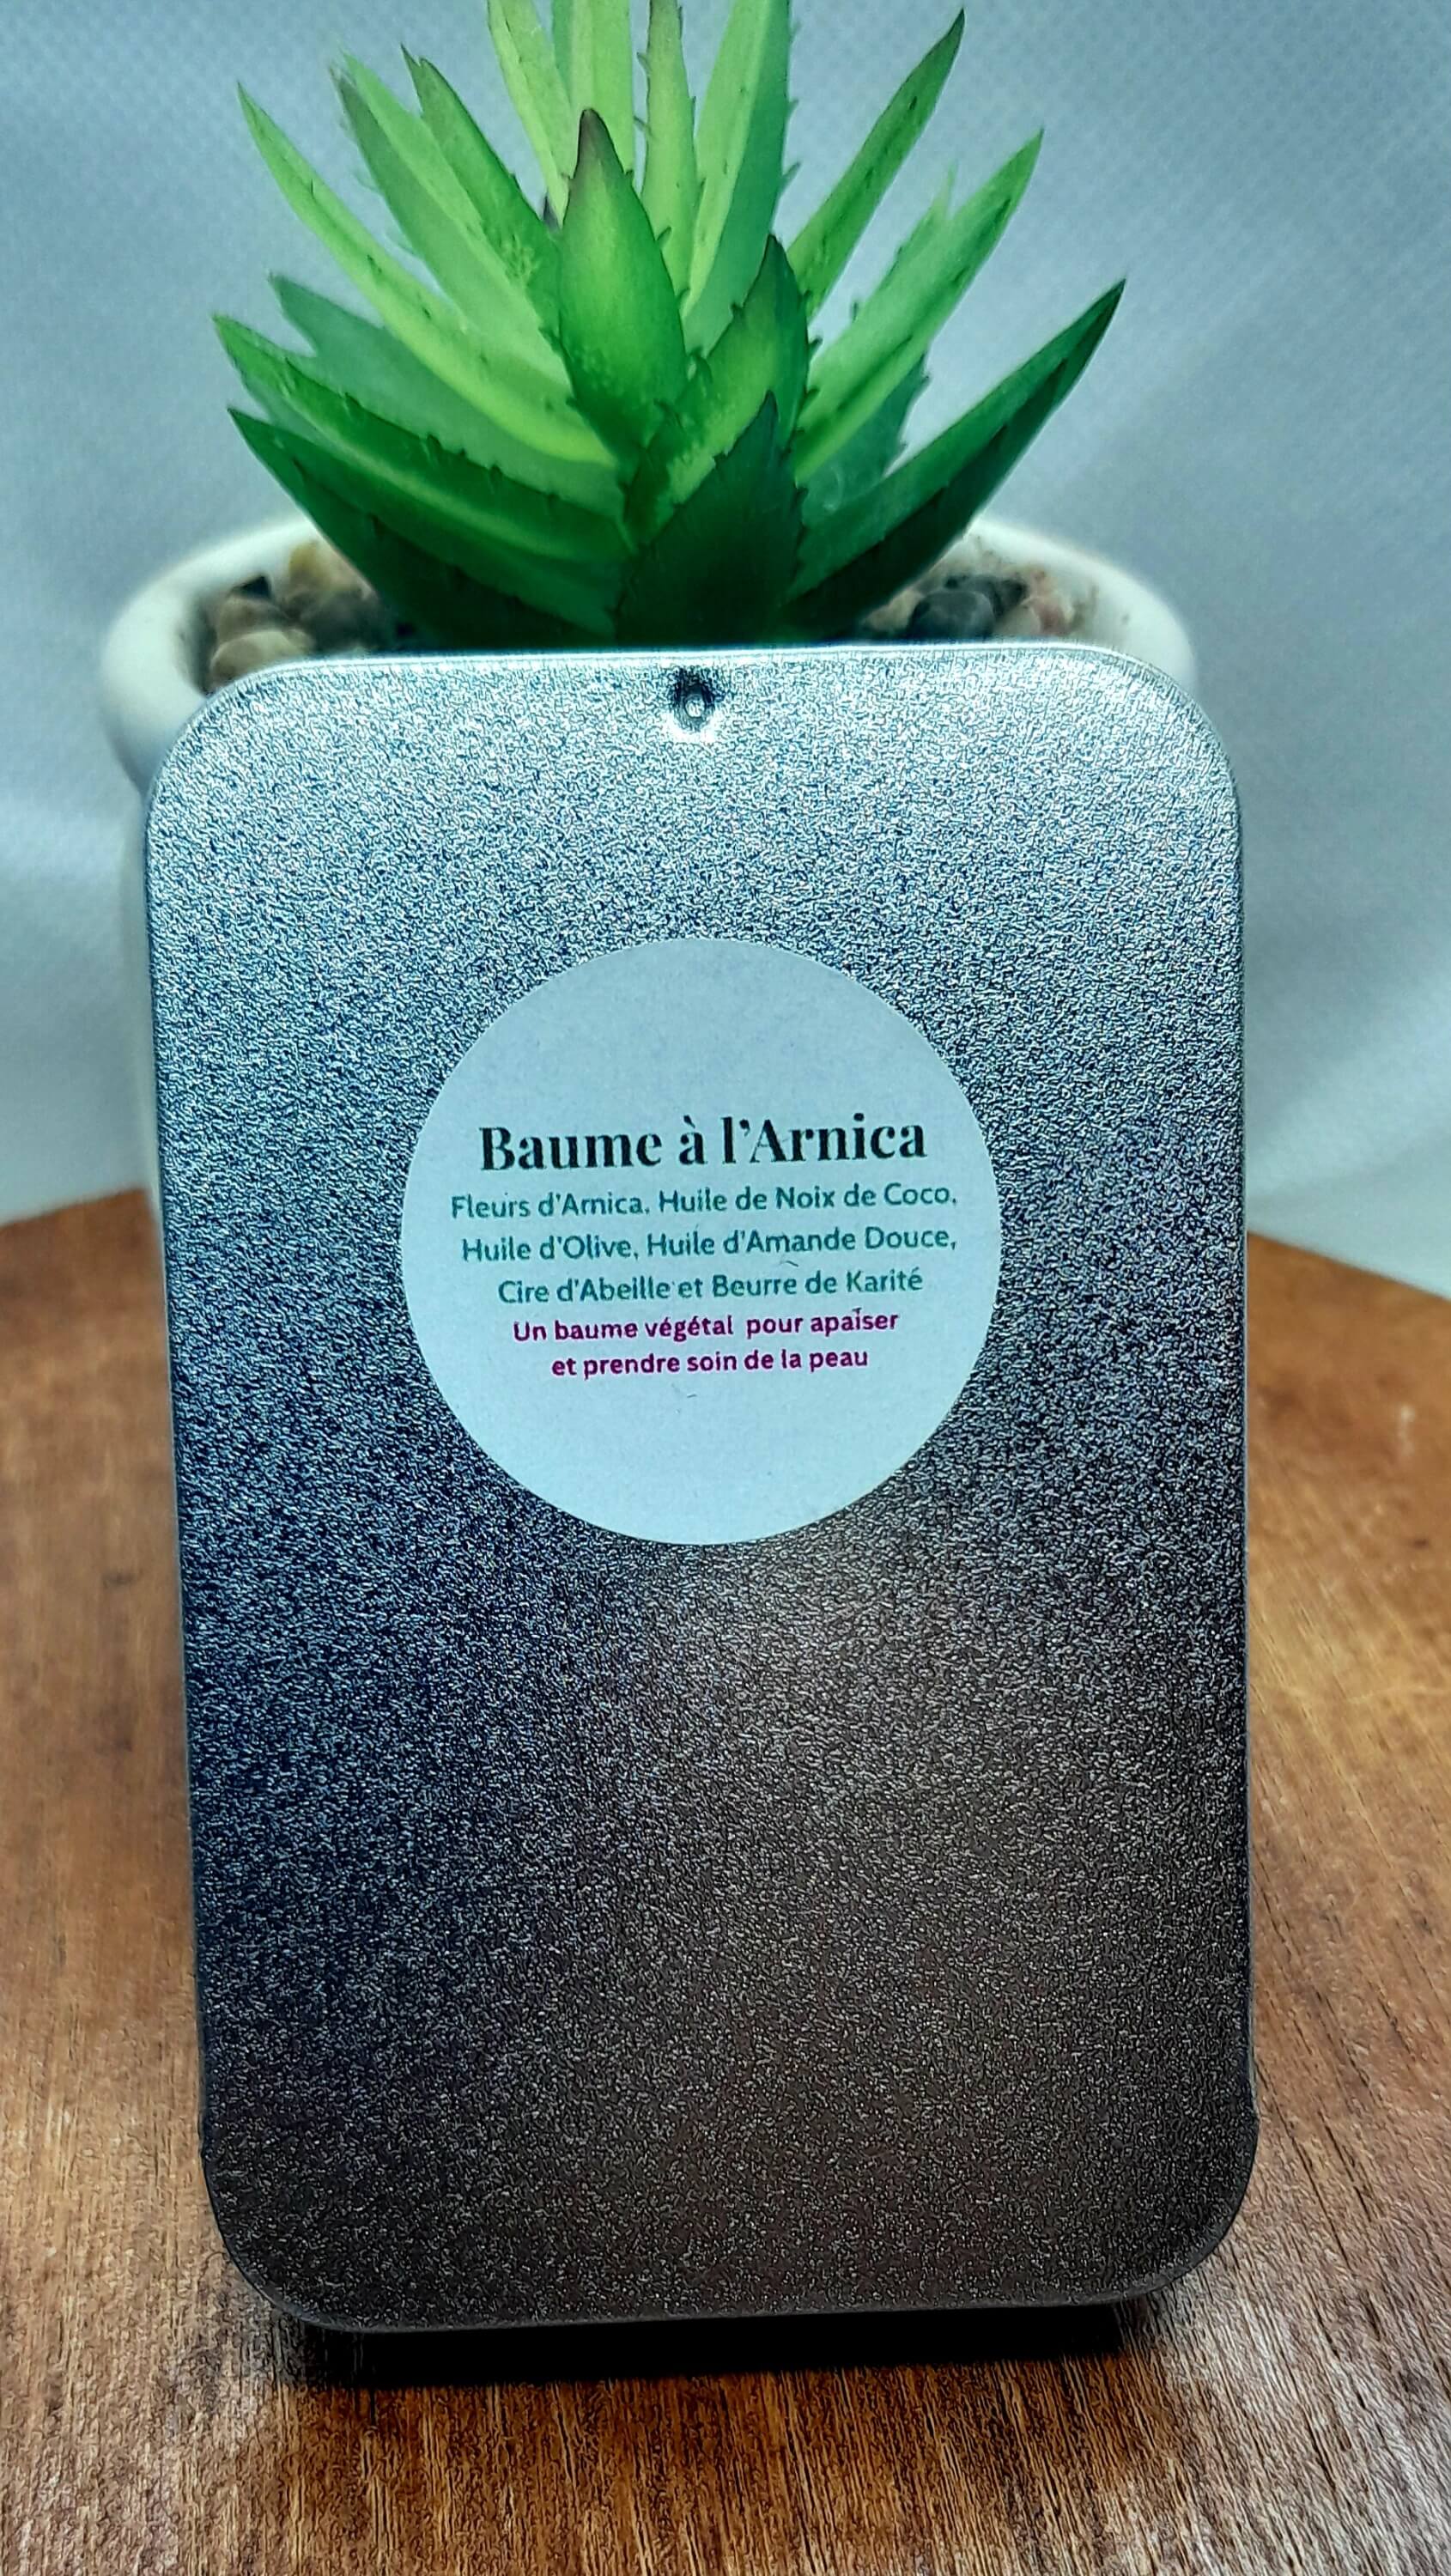 Baume à l'Arnica
Fleurs d'Arnica, Huile de Noix de Coco,
Huile d'Olive, Huile d'Amande Douce,
Cire d'Abeille et Beurre de Karité
Un baume végétal pour apaiser
et prendre soin de la peau